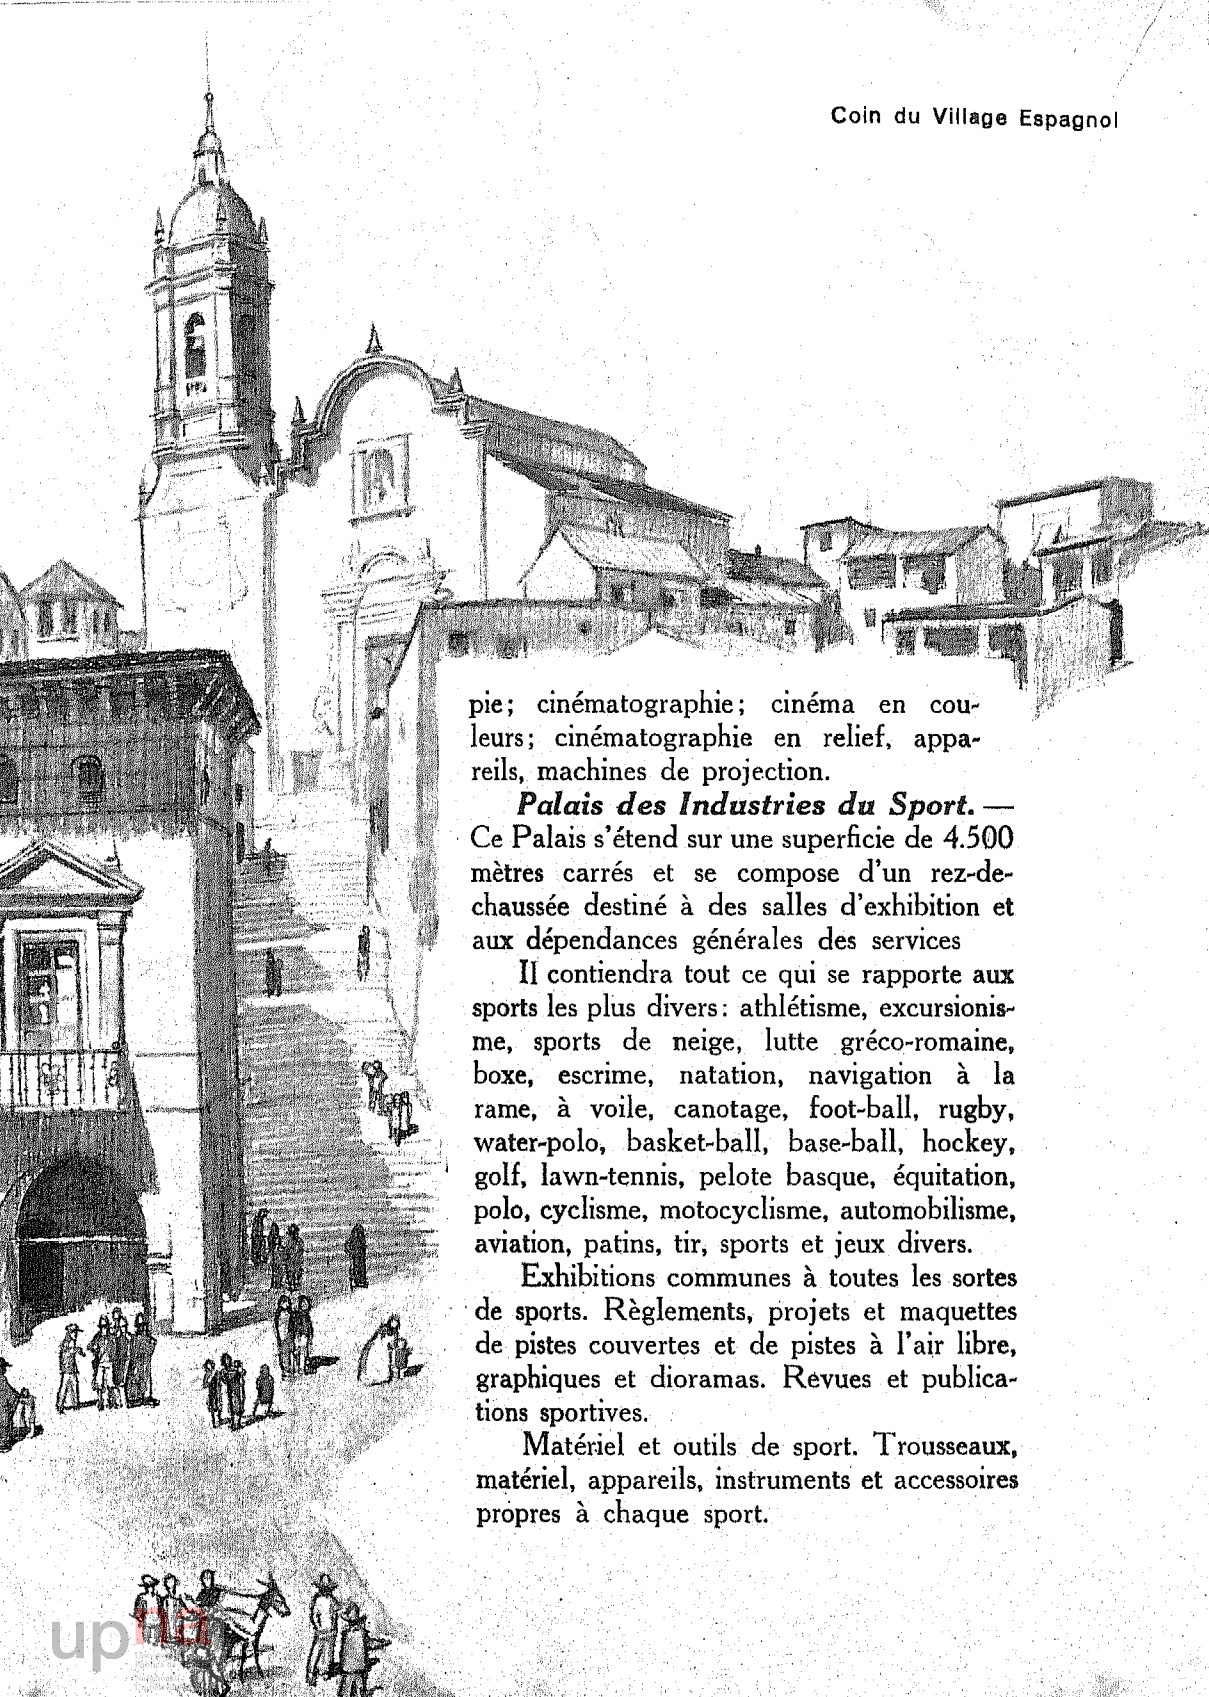 Coin du Village Espagnol
pie; cinématographie; cinéma en cou-
leurs; cinématographie en relief, appa-
reils, machines de projection.
Palais des Industries du Sport. —
Ce Palais s'étend sur une superficie de 4.500
mètres carrés et se compose d'un rez-de-
chaussée destiné à des salles d'exhibition et
aux dépendances générales des services
Il contiendra tout ce qui se rapporte aux
sports les plus divers: athlétisme, excursionis-
me, sports de neige, lutte gréco-romaine,
boxe, escrime, natation, navigation à la
rame, à voile, canotage, foot-ball, rugby,
water-polo, basket-ball, base-ball, hockey,
golf, lawn-tennis, pelote basque, équitation,
polo, cyclisme, motocyclisme, automobilisme,
aviation, patins, tir, sports et jeux divers.
Exhibitions communes à toutes les sortes
de sports. Règlements, projets et maquettes
de pistes couvertes et de pistes à l'air libre,
graphiques et dioramas. Revues et publica-
tions sportives.
Matériel et outils de sport. Trousseaux,
matériel, appareils, instruments et accessoires
propres à chaque sport.
upna